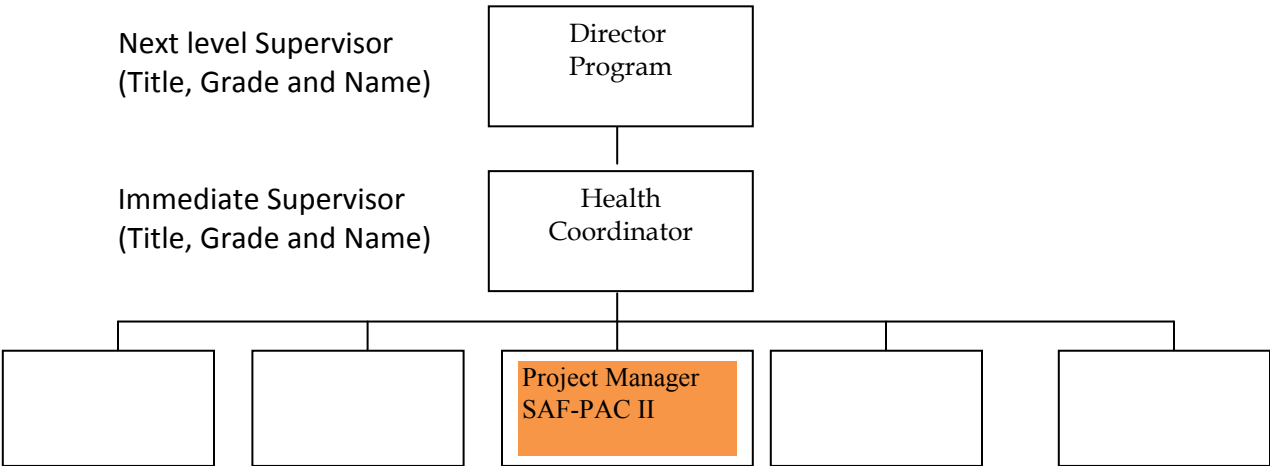 Next level Supervisor
(Title, Grade and Name)
Director
Program
Immediate Supervisor
(Title, Grade and Name)
Health
Coordinator
Project Manager
SAF-PAC II